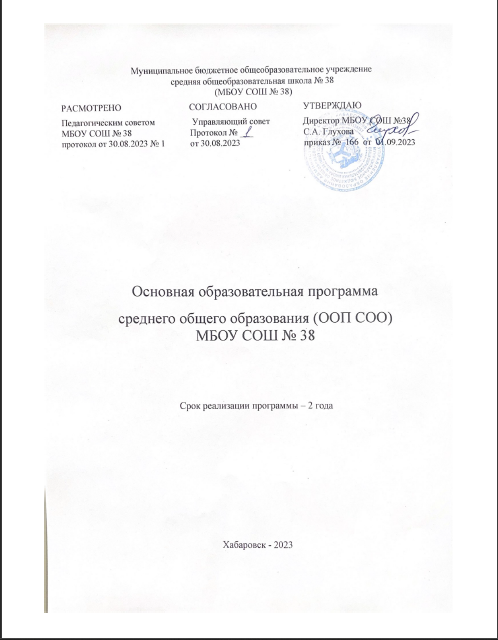 Муниципальное бюджетное общеобразовательное учреждение
средняя общеобразовательная школа № 38
(МБОУ СОШ № 38)
РАСМОТРЕНО СОГЛАСОВАНО УТВЕРЖДАЮ
Педагогическим советом Управляющий совет Директор МБОУ СОШ №38
МБОУ СОШ № 38 Протокол № 1 С.А. Глухова
протокол от 30.08.2023 № 1 от 30.08.2023 приказ № 166 от 01.09.2023
Основная образовательная программа
среднего общего образования (ООП СОО)
МБОУ СОШ № 38
Срок реализации программы – 2 года
Хабаровск - 2023